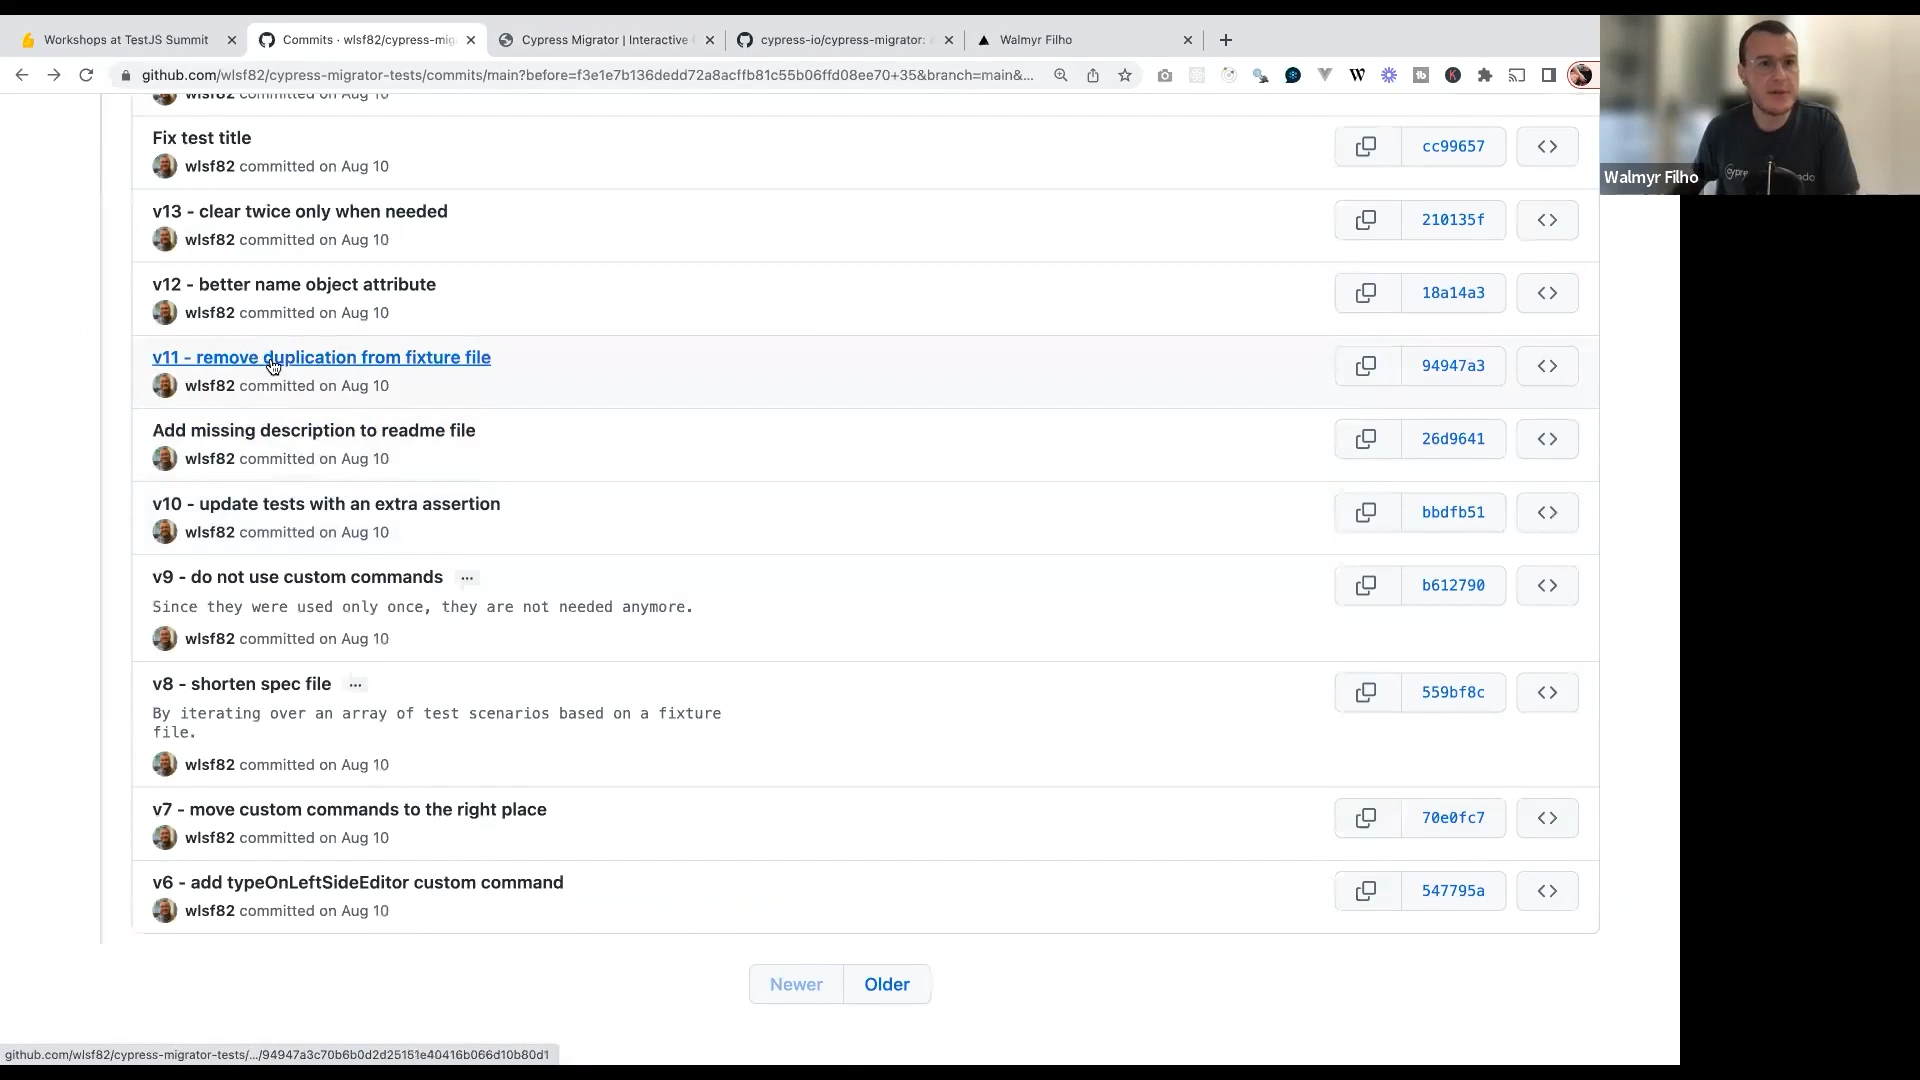 Workshops at TestJS Summit
Commits · wlsf82/cypress-mig
Cypress Migrator | Interactive
cypress-io/cypress-migrator:
Walmyr Filho
github.com/wlsf82/cypress-migrator-tests/commits/main?before=f3e1e7b136dedd72a8acffb81c55b06ffd08ee70+35&branch=main&...
Walmyr Filho
wlsf82 committed on Aug 10
Fix test title
wlsf82 committed on Aug 10
cc99657
v13 - clear twice only when needed
wlsf82 committed on Aug 10
210135f
v12 - better name object attribute
wlsf82 committed on Aug 10
18a14a3
v11 - remove duplication from fixture file
wlsf82 committed on Aug 10
94947a3
Add missing description to readme file
wlsf82 committed on Aug 10
26d9641
v10 - update tests with an extra assertion
wlsf82 committed on Aug 10
bbdfb51
v9 - do not use custom commands ...
Since they were used only once, they are not needed anymore.
wlsf82 committed on Aug 10
b612790
v8 - shorten spec file ...
By iterating over an array of test scenarios based on a fixture
file.
wlsf82 committed on Aug 10
559bf8c
v7 - move custom commands to the right place
wlsf82 committed on Aug 10
70e0fc7
v6 - add typeOnLeftSideEditor custom command
wlsf82 committed on Aug 10
547795a
Newer
Older
github.com/wlsf82/cypress-migrator-tests/.../94947a3c70b6b0d2d25151e40416b066d10b80d1